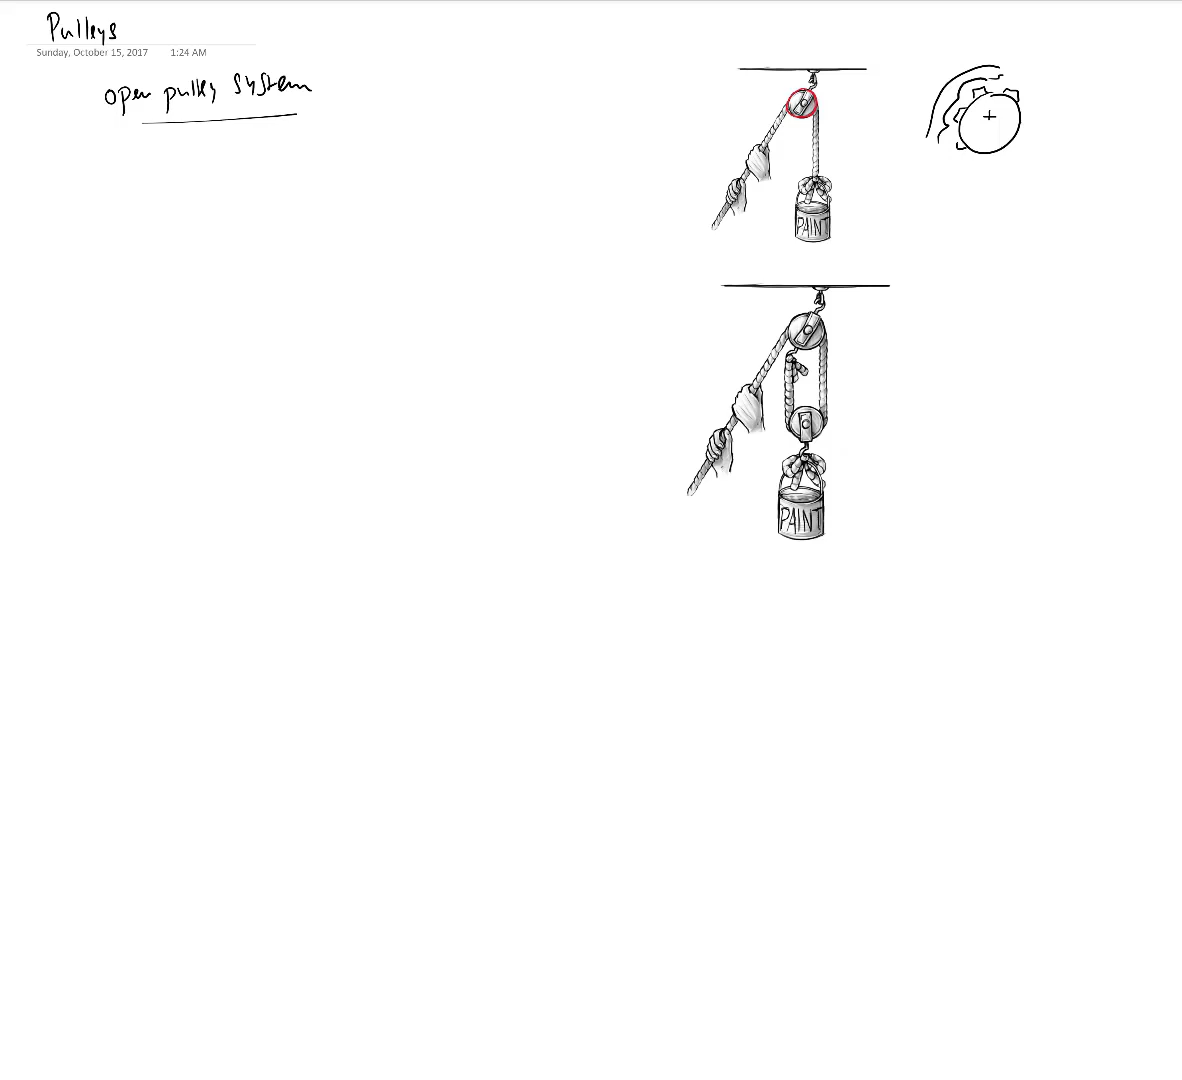 Pulleys
Sunday, October 15, 2017 1:24 AM
open pulley system
PAINT
PAINT